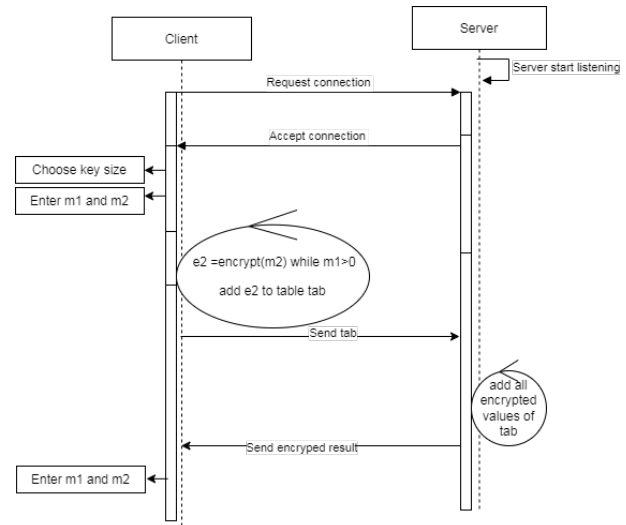 Client
Server
Server start listening
Request connection
Accept connection
Choose key size
Enter m1 and m2
e2 =encrypt(m2) while m1>0
add e2 to table tab
Send tab
add all
encrypted
values of
tab
Send encryped result
Enter m1 and m2